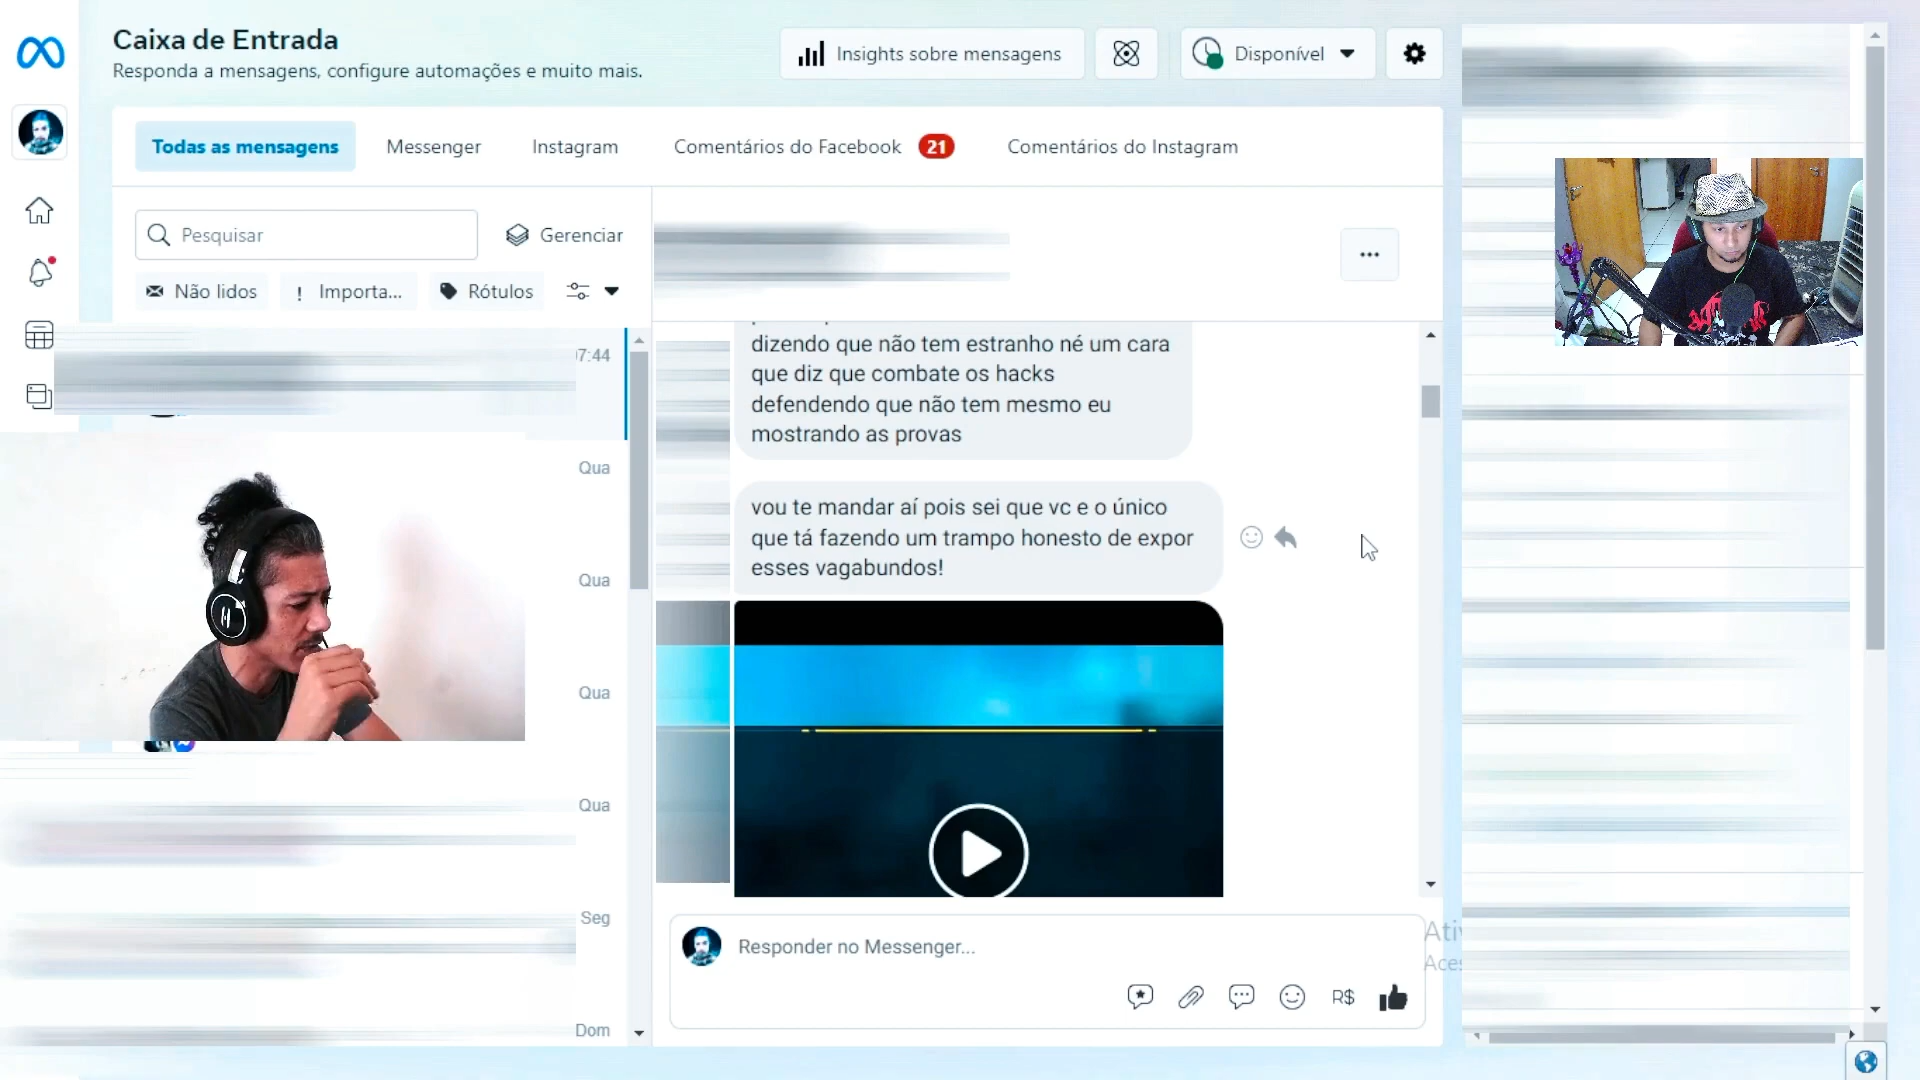 Caixa de Entrada
Responda a mensagens, configure automações e muito mais.
Insights sobre mensagens
Disponível
Todas as mensagens
Messenger
Instagram
Comentários do Facebook 21
Comentários do Instagram
Pesquisar
Gerenciar
Não lidos
! Importa...
Rótulos
7:44
Qua
Qua
Qua
Qua
Seg
Dom
dizendo que não tem estranho né um cara
que diz que combate os hacks
defendendo que não tem mesmo eu
mostrando as provas
vou te mandar aí pois sei que vc e o único
que tá fazendo um trampo honesto de expor
esses vagabundos!
Responder no Messenger...
R$